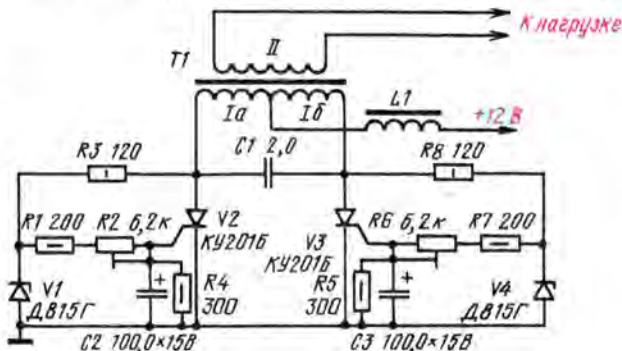 К нагрузке
II
T1
Iа
Iб
L1
+12 В
C1 2,0
R3 120
R8 120
R1 200
R2 6,2к
V2
КУ201Б
V3
КУ201Б
R6 6,2к
R7 200
V1
Д815Г
+
R4
300
R5
300
+
V4
Д815Г
C2 100,0×15В
C3 100,0×15В